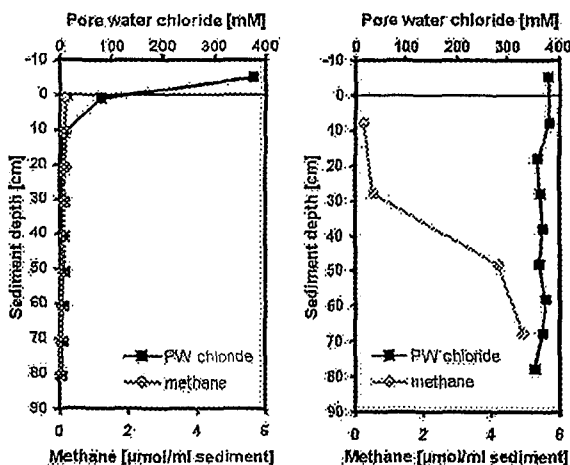 Pore water chloride [mM]
0 100 200 300 400
-10
0
10
20
30
40
50
60
70
80
90
Sediment depth [cm]
PW chloride
methane
0 2 4 6
Methane [µmol/ml sediment]
Pore water chloride [mM]
0 100 200 300 400
-10
0
10
20
30
40
50
60
70
80
90
Sediment depth [cm]
PW chloride
methane
0 2 4 6
Methane [µmol/ml sediment]